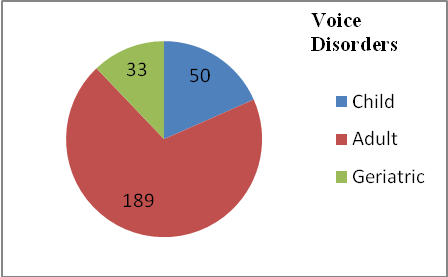 Voice
Disorders
33
50
Child
Adult
Geriatric
189